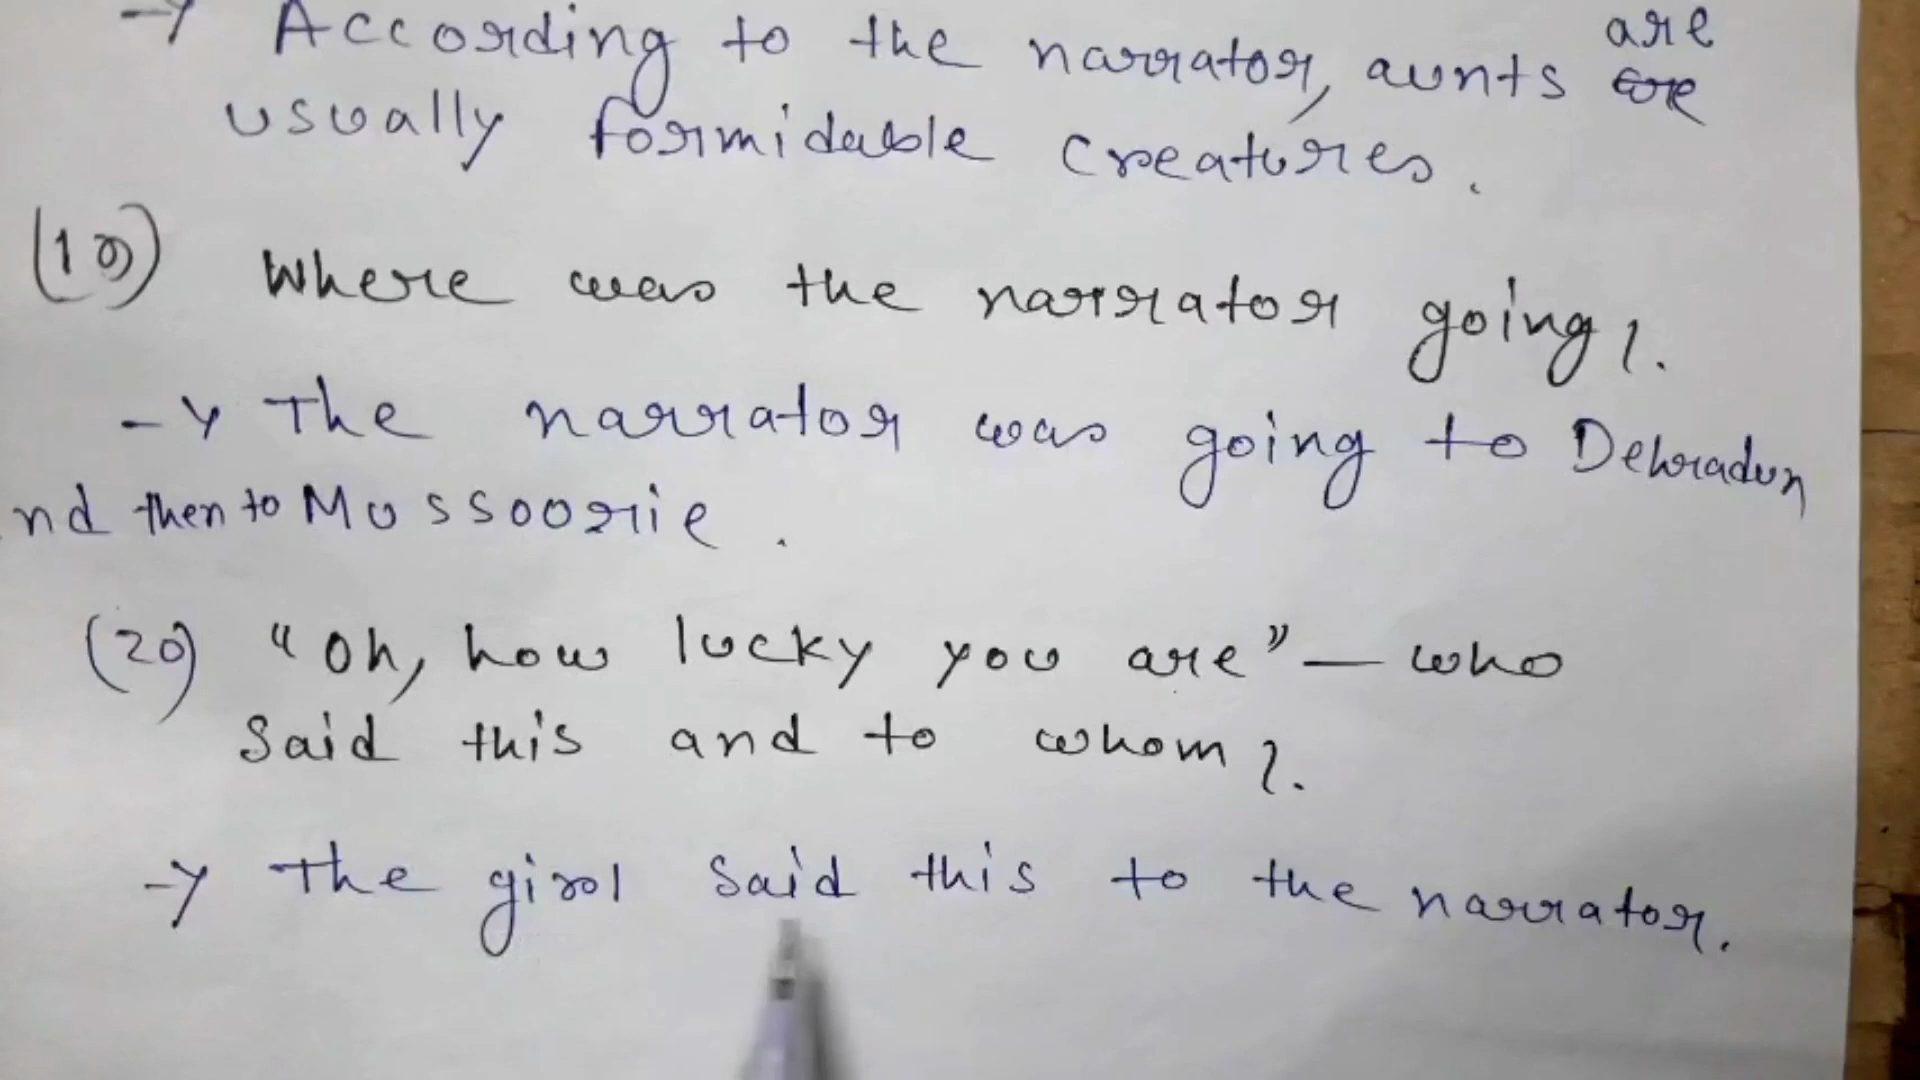 → According to the narrator, aunts are
usually formidable creatures.
(19) Where was the narrator going?.
→ The narrator was going to Dehradun
nd then to Mussoorie.
(20) "Oh, how lucky you are" — who
said this and to whom?.
→ The girl said this to the narrator.